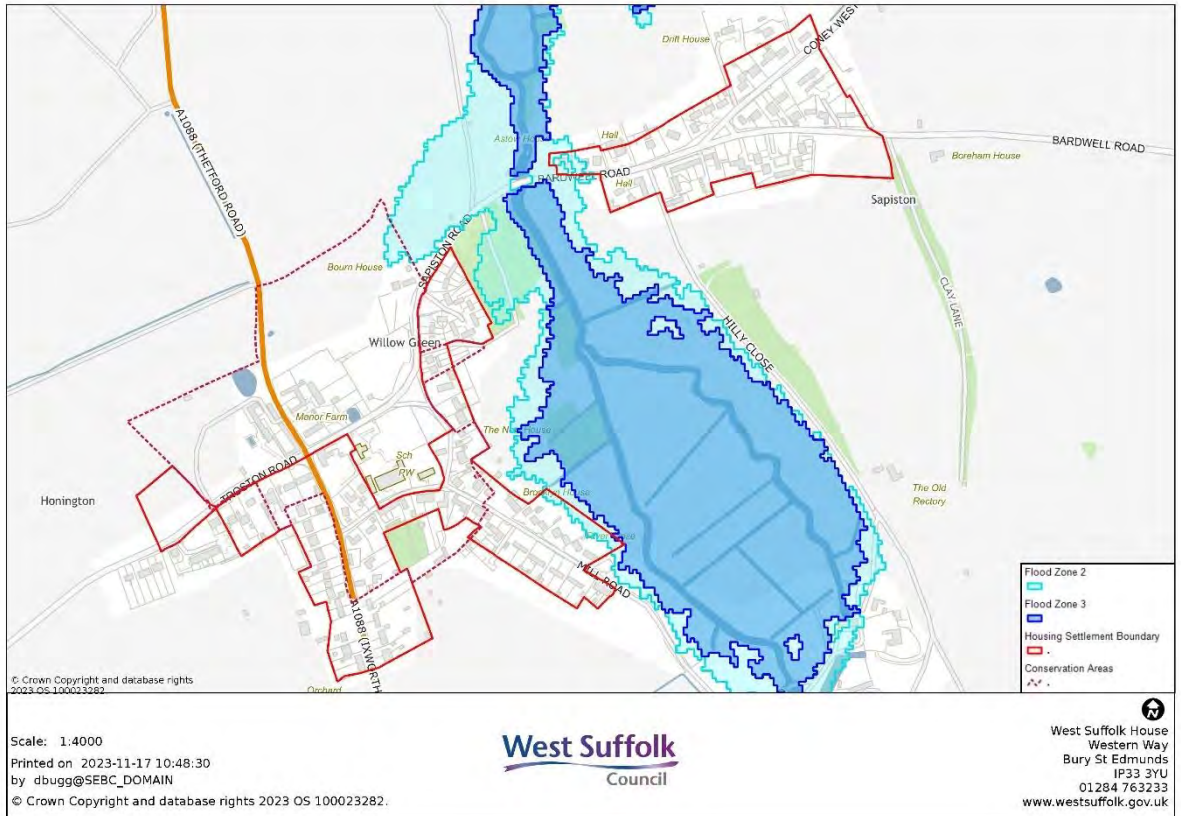 Drift House
CONEY WEST
A1088 (THETFORD ROAD)
Hall
BARDWELL ROAD
BARDWELL ROAD
Boreham House
Hall
Sapiston
SAPISTON ROAD
Bourn House
CLAY LANE
HILLY CLOSE
Willow Green
Manor Farm
Sch
PW
TROSTON ROAD
Honington
The Old
Rectory
MILL ROAD
A1088 (IXWORTH
Orchard
Flood Zone 2
Flood Zone 3
Housing Settlement Boundary
.
Conservation Areas
.
© Crown Copyright and database rights
2023 OS 100023282.
N
Scale: 1:4000
Printed on 2023-11-17 10:48:30
by dbugg@SEBC_DOMAIN
© Crown Copyright and database rights 2023 OS 100023282.
West Suffolk
Council
West Suffolk House
Western Way
Bury St Edmunds
IP33 3YU
01284 763233
www.westsuffolk.gov.uk